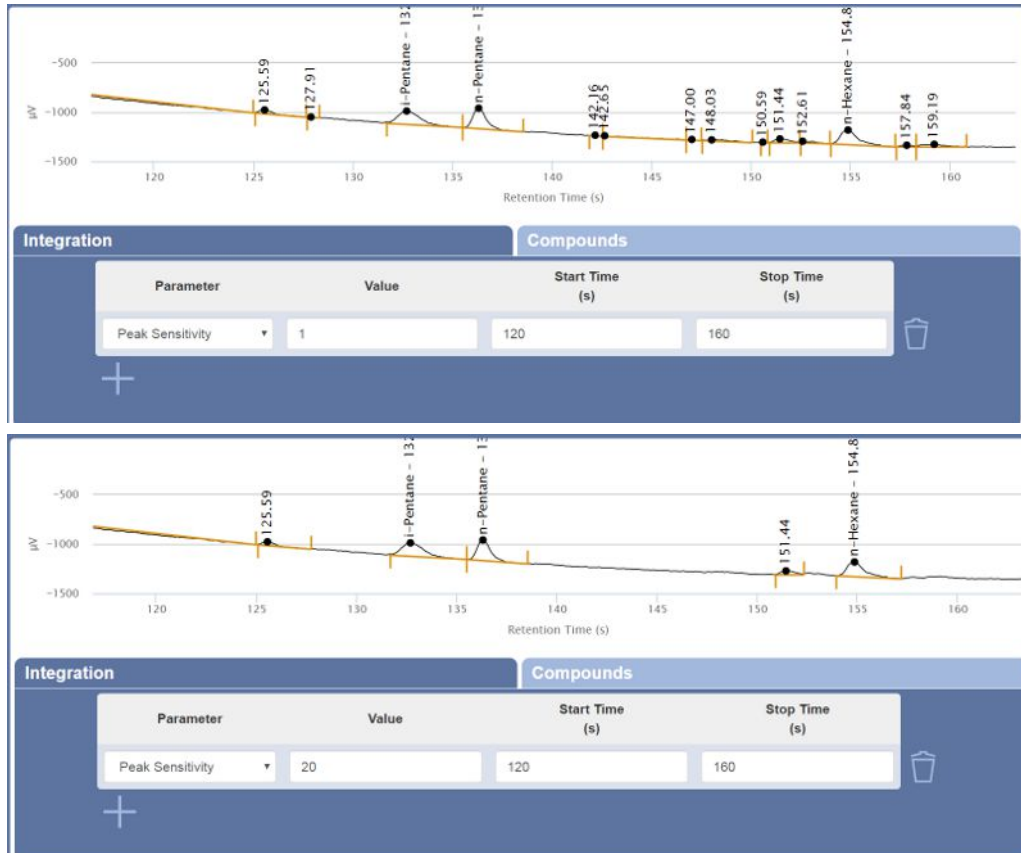 125.59
127.91
i-Pentane – 132
n-Pentane – 13
142.16
142.65
147.00
148.03
150.59
151.44
152.61
n-Hexane – 154.8
157.84
159.19
-500
-1000
-1500
µV
120 125 130 135 140 145 150 155 160
Retention Time (s)
Integration Compounds
Parameter Value Start Time (s) Stop Time (s)
Peak Sensitivity 1 120 160
125.59
i-Pentane – 132
n-Pentane – 13
151.44
n-Hexane – 154.8
-500
-1000
-1500
µV
120 125 130 135 140 145 150 155 160
Retention Time (s)
Integration Compounds
Parameter Value Start Time (s) Stop Time (s)
Peak Sensitivity 20 120 160